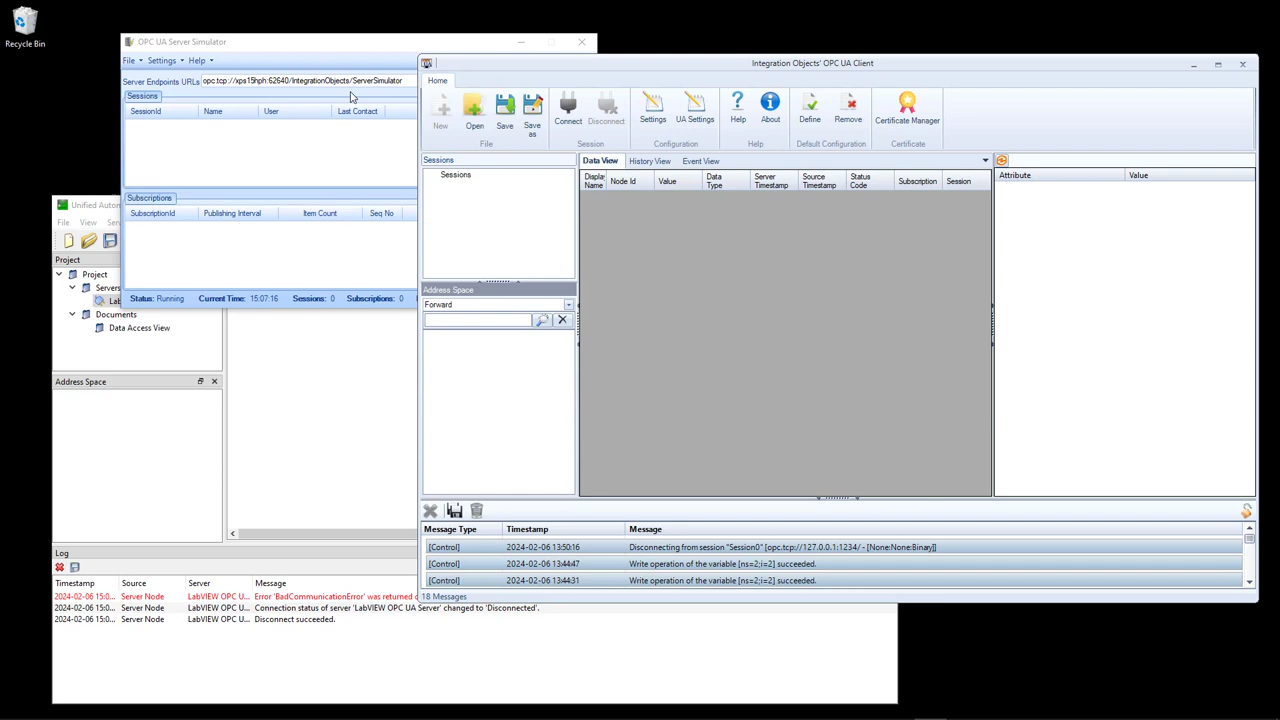 Recycle Bin
OPC UA Server Simulator
File Settings Help
Server Endpoints URLs opc.tcp://xps15hph:62640/IntegrationObjects/ServerSimulator
Sessions
SessionId Name User Last Contact
Subscriptions
SubscriptionId Publishing Interval Item Count Seq No
Status: Running Current Time: 15:07:16 Sessions: 0 Subscriptions: 0
Unified Autom
File View Serv
Project
Project
Servers
Lab
Documents
Data Access View
Address Space
Log
Timestamp Source Server Message
2024-02-06 15:0... Server Node LabVIEW OPC U... Error 'BadCommunicationError' was returned
2024-02-06 15:0... Server Node LabVIEW OPC U... Connection status of server 'LabVIEW OPC UA Server' changed to 'Disconnected'.
2024-02-06 15:0... Server Node LabVIEW OPC U... Disconnect succeeded.
Integration Objects' OPC UA Client
Home
New Open Save Save as Connect Disconnect Settings UA Settings Help About Define Remove Certificate Manager
File Session Configuration Help Default Configuration Certificate
Sessions
Sessions
Address Space
Forward
Data View History View Event View
Display Name Node Id Value Data Type Server Timestamp Source Timestamp Status Code Subscription Session
Attribute Value
Message Type Timestamp Message
[Control] 2024-02-06 13:50:16 Disconnecting from session "Session0" [opc.tcp://127.0.0.1:1234/ - [None:None:Binary]]
[Control] 2024-02-06 13:44:47 Write operation of the variable [ns=2;i=2] succeeded.
[Control] 2024-02-06 13:44:31 Write operation of the variable [ns=2;i=2] succeeded.
18 Messages